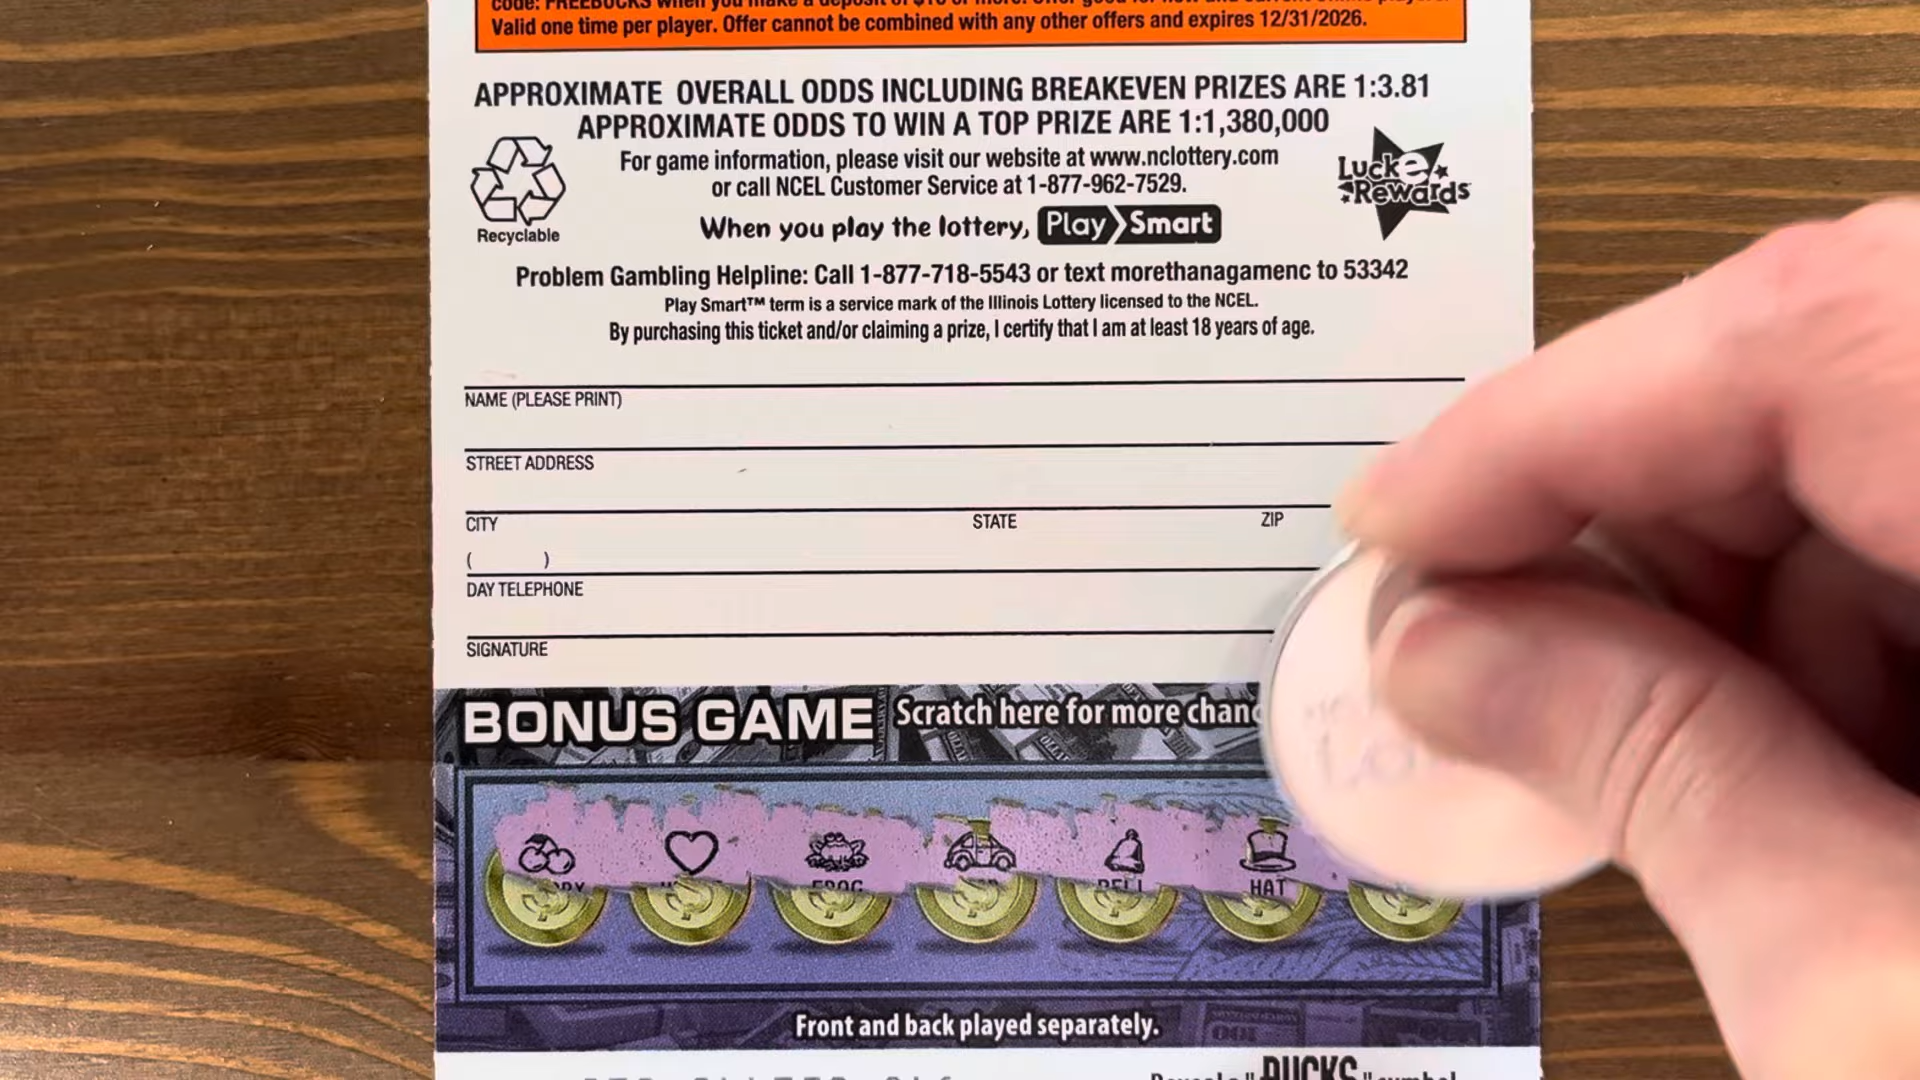 Valid one time per player. Offer cannot be combined with any other offers and expires 12/31/2026.
APPROXIMATE OVERALL ODDS INCLUDING BREAKEVEN PRIZES ARE 1:3.81
APPROXIMATE ODDS TO WIN A TOP PRIZE ARE 1:1,380,000
For game information, please visit our website at www.nclottery.com
or call NCEL Customer Service at 1-877-962-7529.
Lucke
Rewards
Recyclable
When you play the lottery, Play Smart
Problem Gambling Helpline: Call 1-877-718-5543 or text morethanagamenc to 53342
Play Smart™ term is a service mark of the Illinois Lottery licensed to the NCEL.
By purchasing this ticket and/or claiming a prize, I certify that I am at least 18 years of age.
NAME (PLEASE PRINT)
STREET ADDRESS
CITY STATE ZIP
( )
DAY TELEPHONE
SIGNATURE
BONUS GAME Scratch here for more
FROG BELL HAT
Front and back played separately.
"BUCKS" symbol